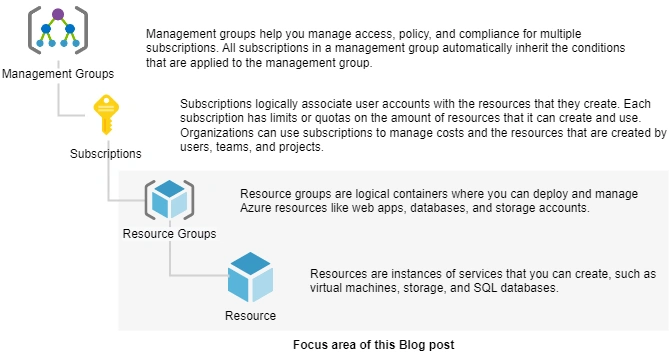 Management groups help you manage access, policy, and compliance for multiple
subscriptions. All subscriptions in a management group automatically inherit the conditions
that are applied to the management group.
Management Groups
Subscriptions logically associate user accounts with the resources that they create. Each
subscription has limits or quotas on the amount of resources that it can create and use.
Organizations can use subscriptions to manage costs and the resources that are created by
users, teams, and projects.
Subscriptions
Resource groups are logical containers where you can deploy and manage
Azure resources like web apps, databases, and storage accounts.
Resource Groups
Resources are instances of services that you can create, such as
virtual machines, storage, and SQL databases.
Resource
Focus area of this Blog post